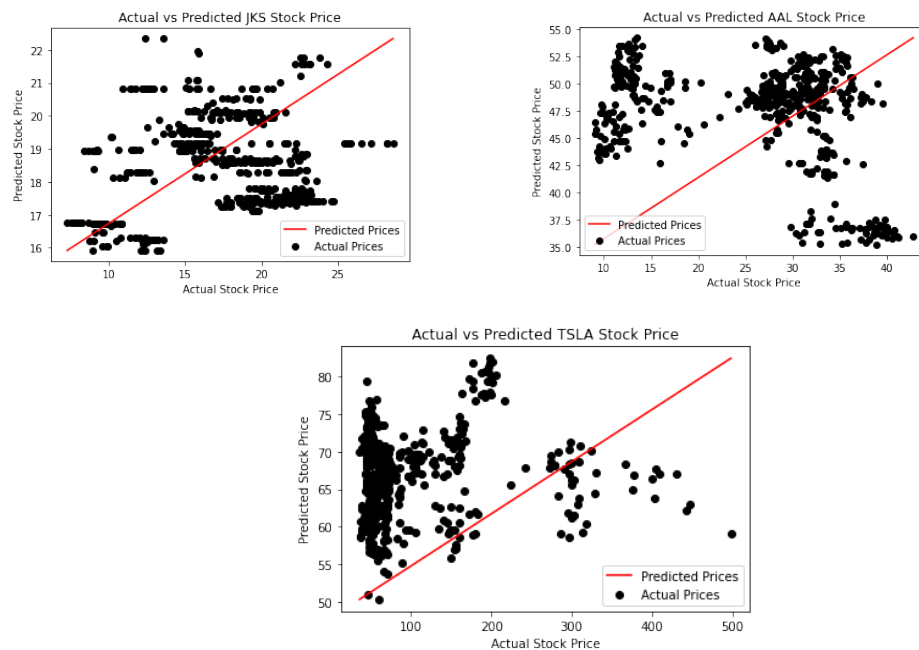 Actual vs Predicted JKS Stock Price
22
21
20
19
18
17
16
Predicted Stock Price
10
15
20
25
Actual Stock Price
Predicted Prices
Actual Prices
Actual vs Predicted AAL Stock Price
55.0
52.5
50.0
47.5
45.0
42.5
40.0
37.5
35.0
Predicted Stock Price
10
15
20
25
30
35
40
Actual Stock Price
Predicted Prices
Actual Prices
Actual vs Predicted TSLA Stock Price
80
75
70
65
60
55
50
Predicted Stock Price
100
200
300
400
500
Actual Stock Price
Predicted Prices
Actual Prices